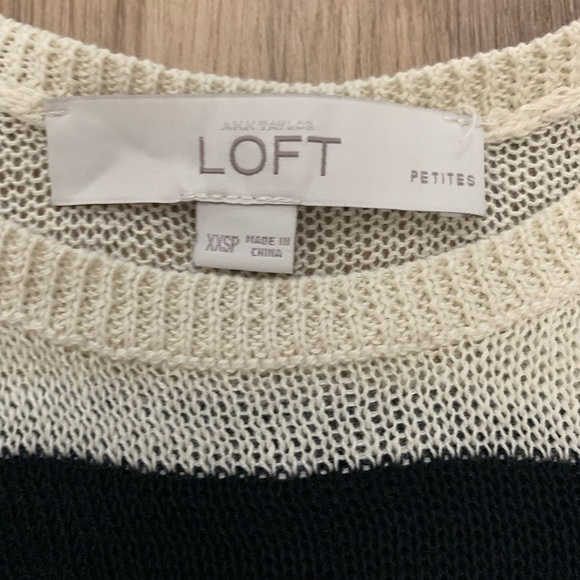 ANN TAYLOR
LOFT
PETITES
XXSP
MADE IN
CHINA